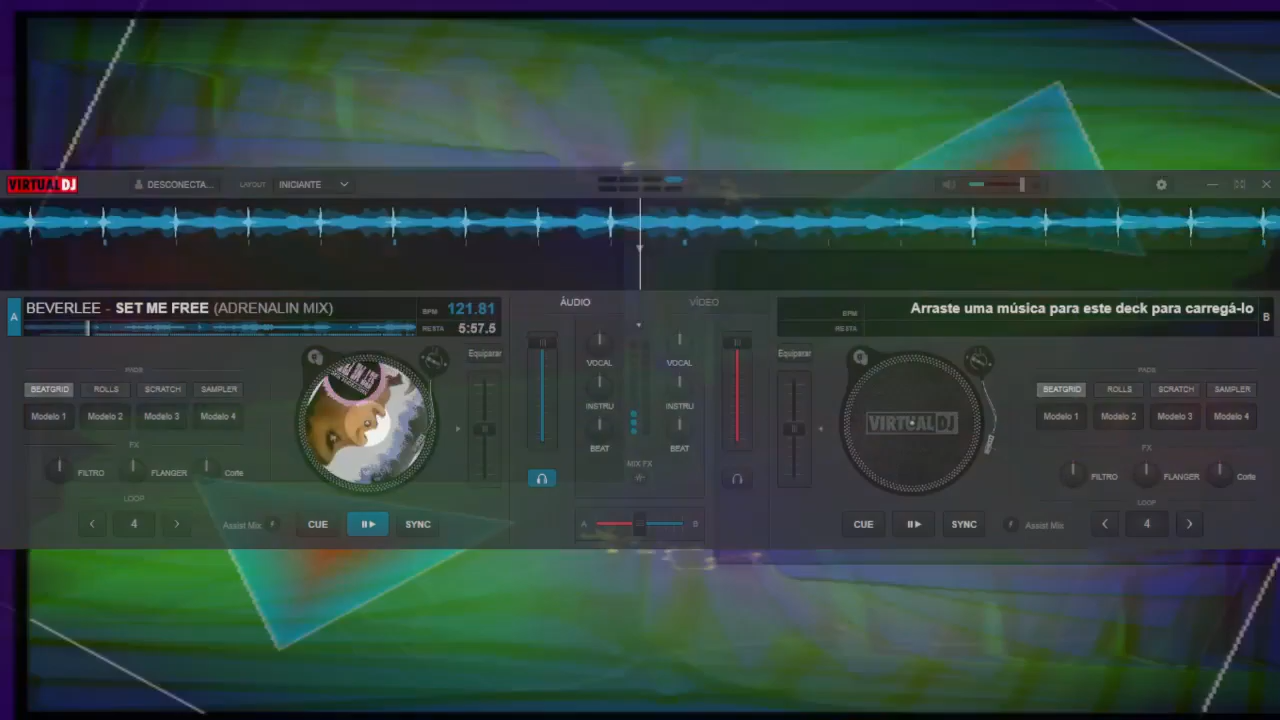 VIRTUAL DJ DESCONECTA... LAYOUT INICIANTE
A BEVERLEE - SET ME FREE (ADRENALIN MIX) BPM 121.81
RESTA 5:57.5
ÁUDIO VÍDEO
BPM Arraste uma música para este deck para carregá-lo B
RESTA
Equiparar Equiparar
VOCAL VOCAL
PADS PADS
BEATGRID ROLLS SCRATCH SAMPLER BEATGRID ROLLS SCRATCH SAMPLER
INSTRU INSTRU
Modelo 1 Modelo 2 Modelo 3 Modelo 4 Modelo 1 Modelo 2 Modelo 3 Modelo 4
VIRTUAL DJ
FX BEAT BEAT FX
MIX FX
FILTRO FLANGER Corte FILTRO FLANGER Corte
LOOP LOOP
4 Assist Mix CUE SYNC A B CUE SYNC Assist Mix 4